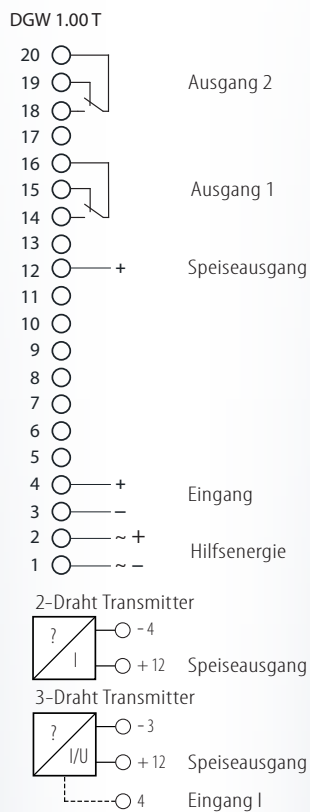 DGW 1.00 T
20
19 Ausgang 2
18
17
16
15 Ausgang 1
14
13
12 + Speiseausgang
11
10
9
8
7
6
5
4 +
Eingang
3 –
2 ~ +
Hilfsenergie
1 ~ –
2-Draht Transmitter
? - 4
I + 12 Speiseausgang
3-Draht Transmitter
? - 3
I/U + 12 Speiseausgang
4 Eingang I